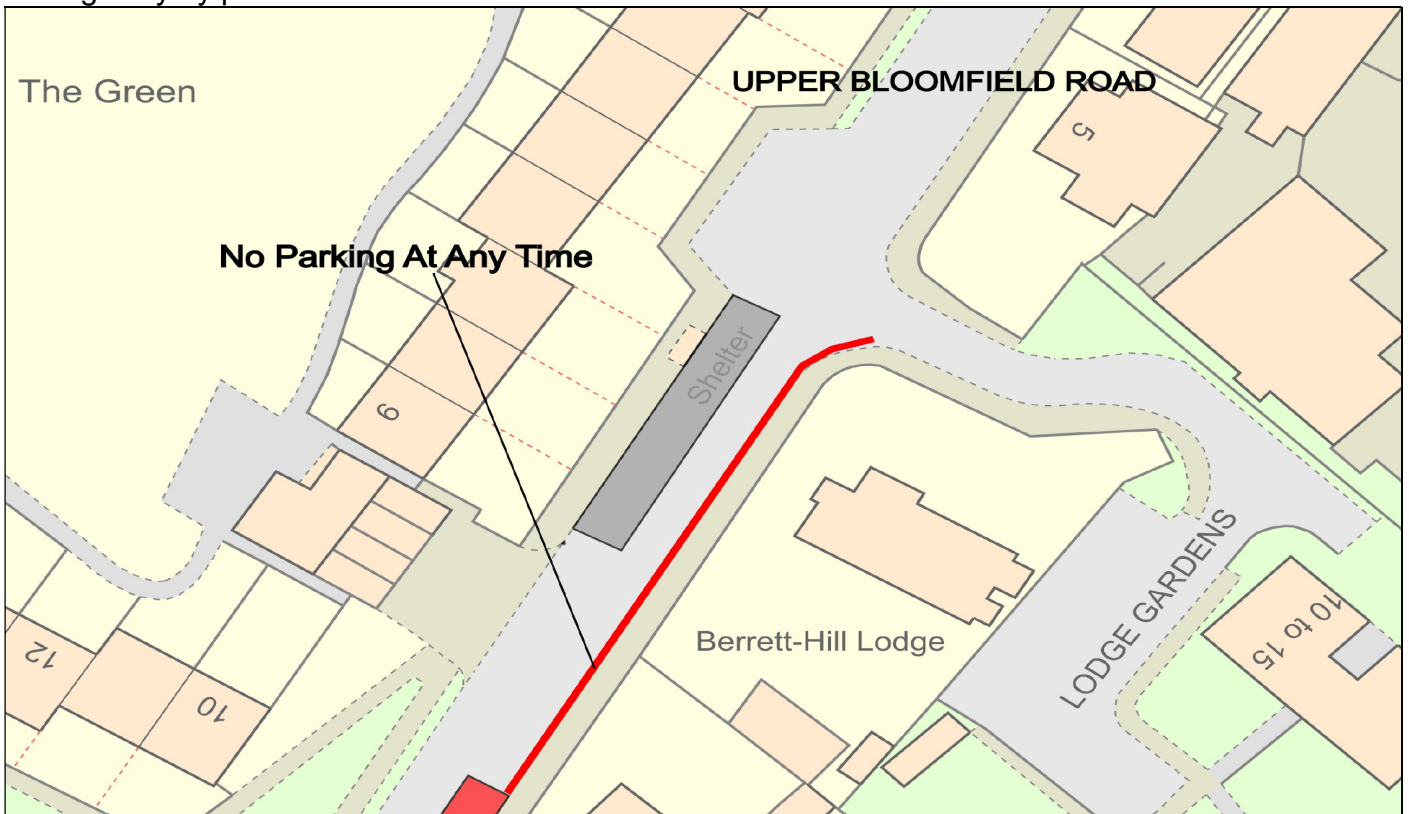 UPPER BLOOMFIELD ROAD
The Green
5
No Parking At Any Time
Shelter
9
LODGE GARDENS
10 to 15
Berrett-Hill Lodge
12
10